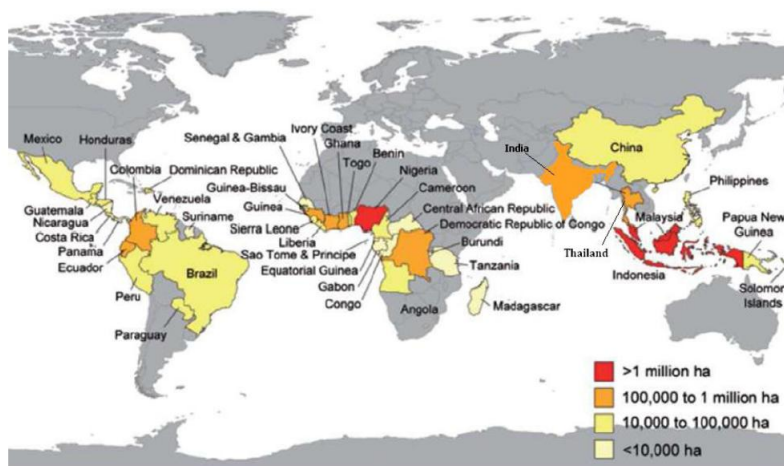 Mexico
Honduras
Colombia
Dominican Republic
Venezuela
Guatemala
Nicaragua
Suriname
Costa Rica
Panama
Ecuador
Brazil
Peru
Paraguay
Senegal & Gambia
Ivory Coast
Ghana
Togo
Benin
Nigeria
Cameroon
Guinea-Bissau
Guinea
Sierra Leone
Liberia
Sao Tome & Principe
Equatorial Guinea
Gabon
Congo
Central African Republic
Democratic Republic of Congo
Burundi
Tanzania
Madagascar
Angola
India
China
Philippines
Malaysia
Papua New
Guinea
Thailand
Indonesia
Solomon
Islands
>1 million ha
100,000 to 1 million ha
10,000 to 100,000 ha
<10,000 ha